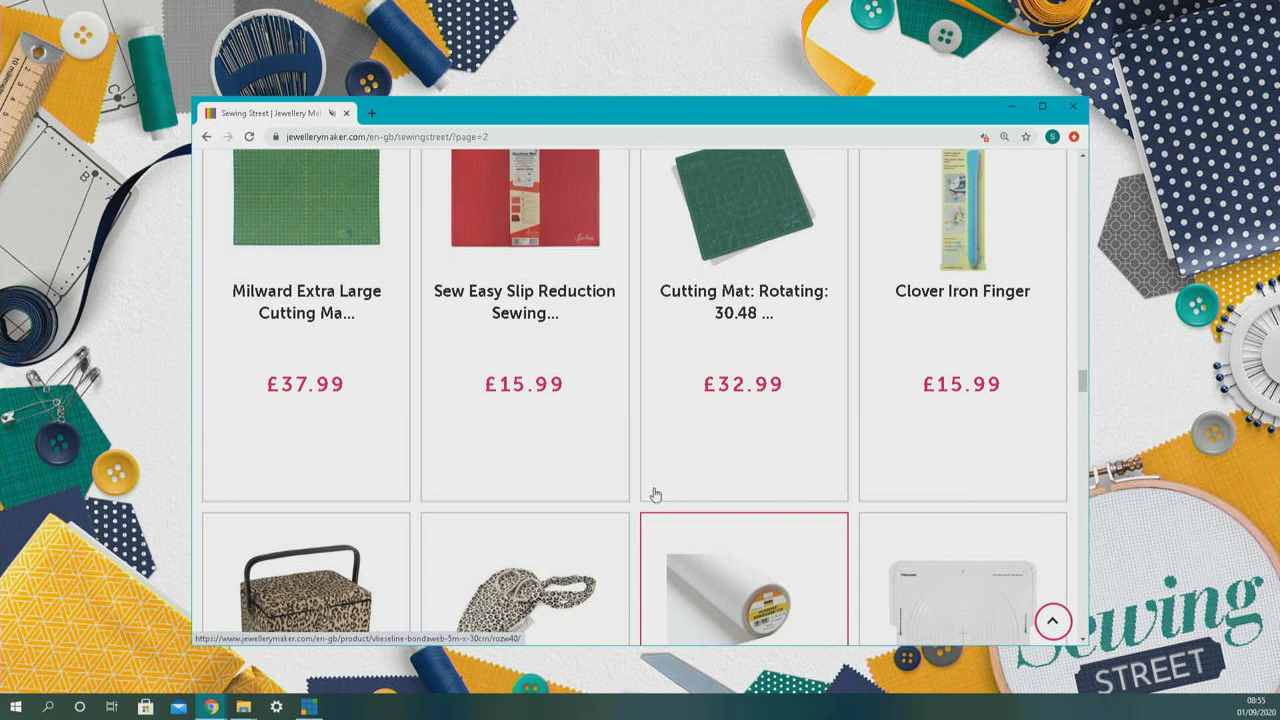 Sewing Street | Jewellery Ma
jewellerymaker.com/en-gb/sewingstreet/?page=2
S
Milward Extra Large
Cutting Ma...
£37.99
Sew Easy Slip Reduction
Sewing...
£15.99
Cutting Mat: Rotating:
30.48 ...
£32.99
Clover Iron Finger
£15.99
https://www.jewellerymaker.com/en-gb/product/vlieseline-bondaweb-5m-x-30cm/rozw40/
Sewing
STREET
B
08:55
01/09/2020